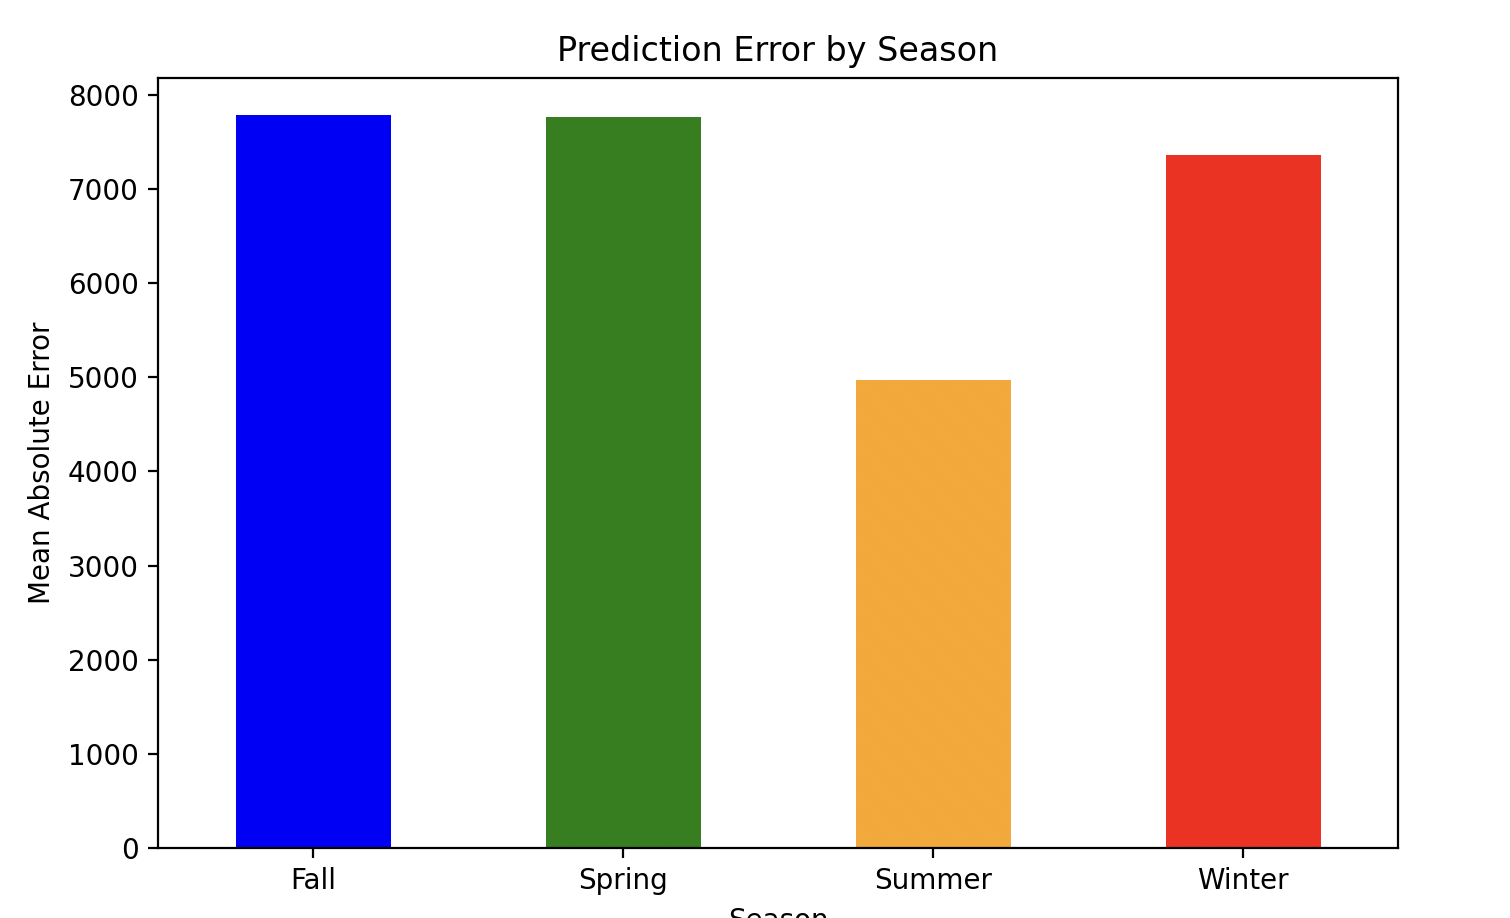 Prediction Error by Season
8000
7000
6000
5000
4000
3000
2000
1000
0
Mean Absolute Error
Fall Spring Summer Winter
Season